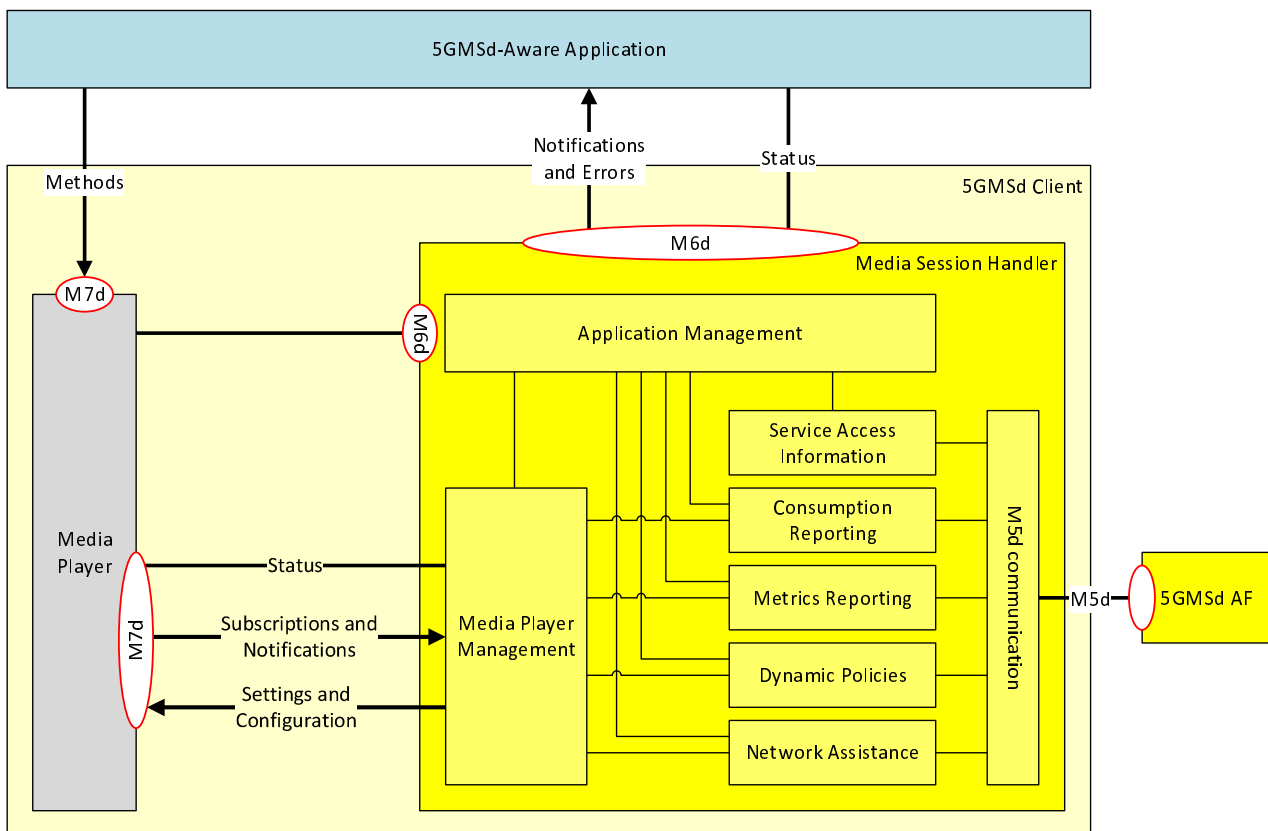 5GMSd-Aware Application
Notifications
and Errors
Status
Methods
5GMSd Client
M6d
Media Session Handler
M7d
M6d
Application Management
Service Access
Information
Consumption
Reporting
M5d communication
Media
Player
Status
Metrics Reporting
M5d
5GMSd AF
M7d
Subscriptions and
Notifications
Media Player
Management
Dynamic Policies
Settings and
Configuration
Network Assistance